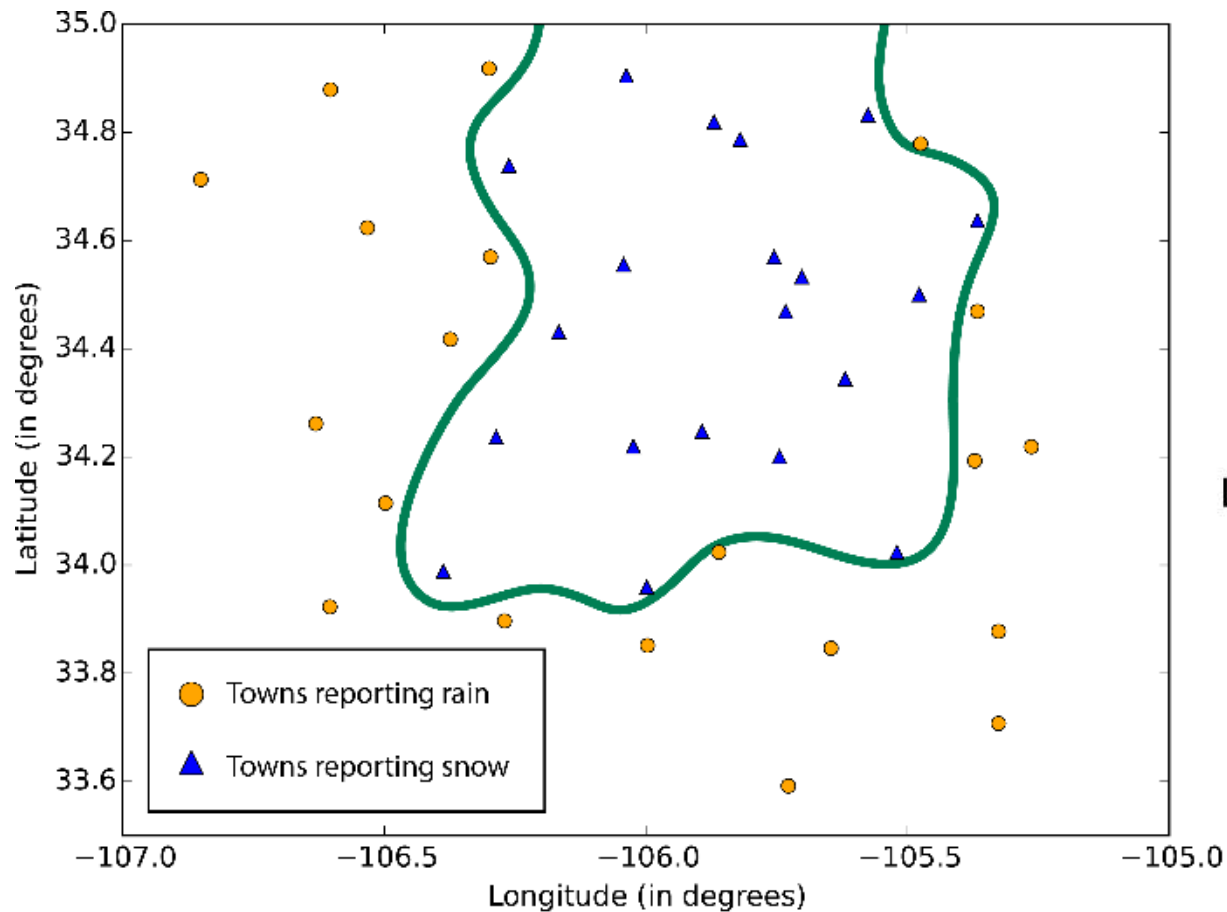 35.0
34.8
34.6
34.4
34.2
34.0
33.8
33.6
Latitude (in degrees)
Towns reporting rain
Towns reporting snow
−107.0 −106.5 −106.0 −105.5 −105.0
Longitude (in degrees)